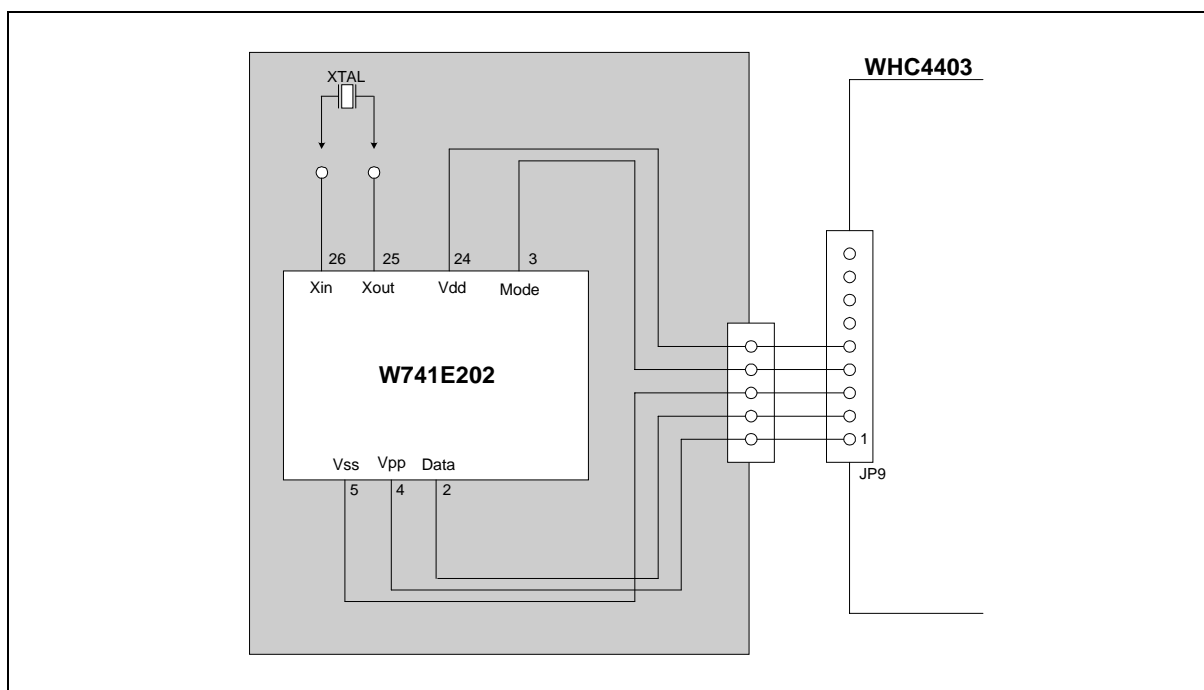 WHC4403
XTAL
26 25 24 3
Xin Xout Vdd Mode
W741E202
Vss Vpp Data
5 4 2
1
JP9